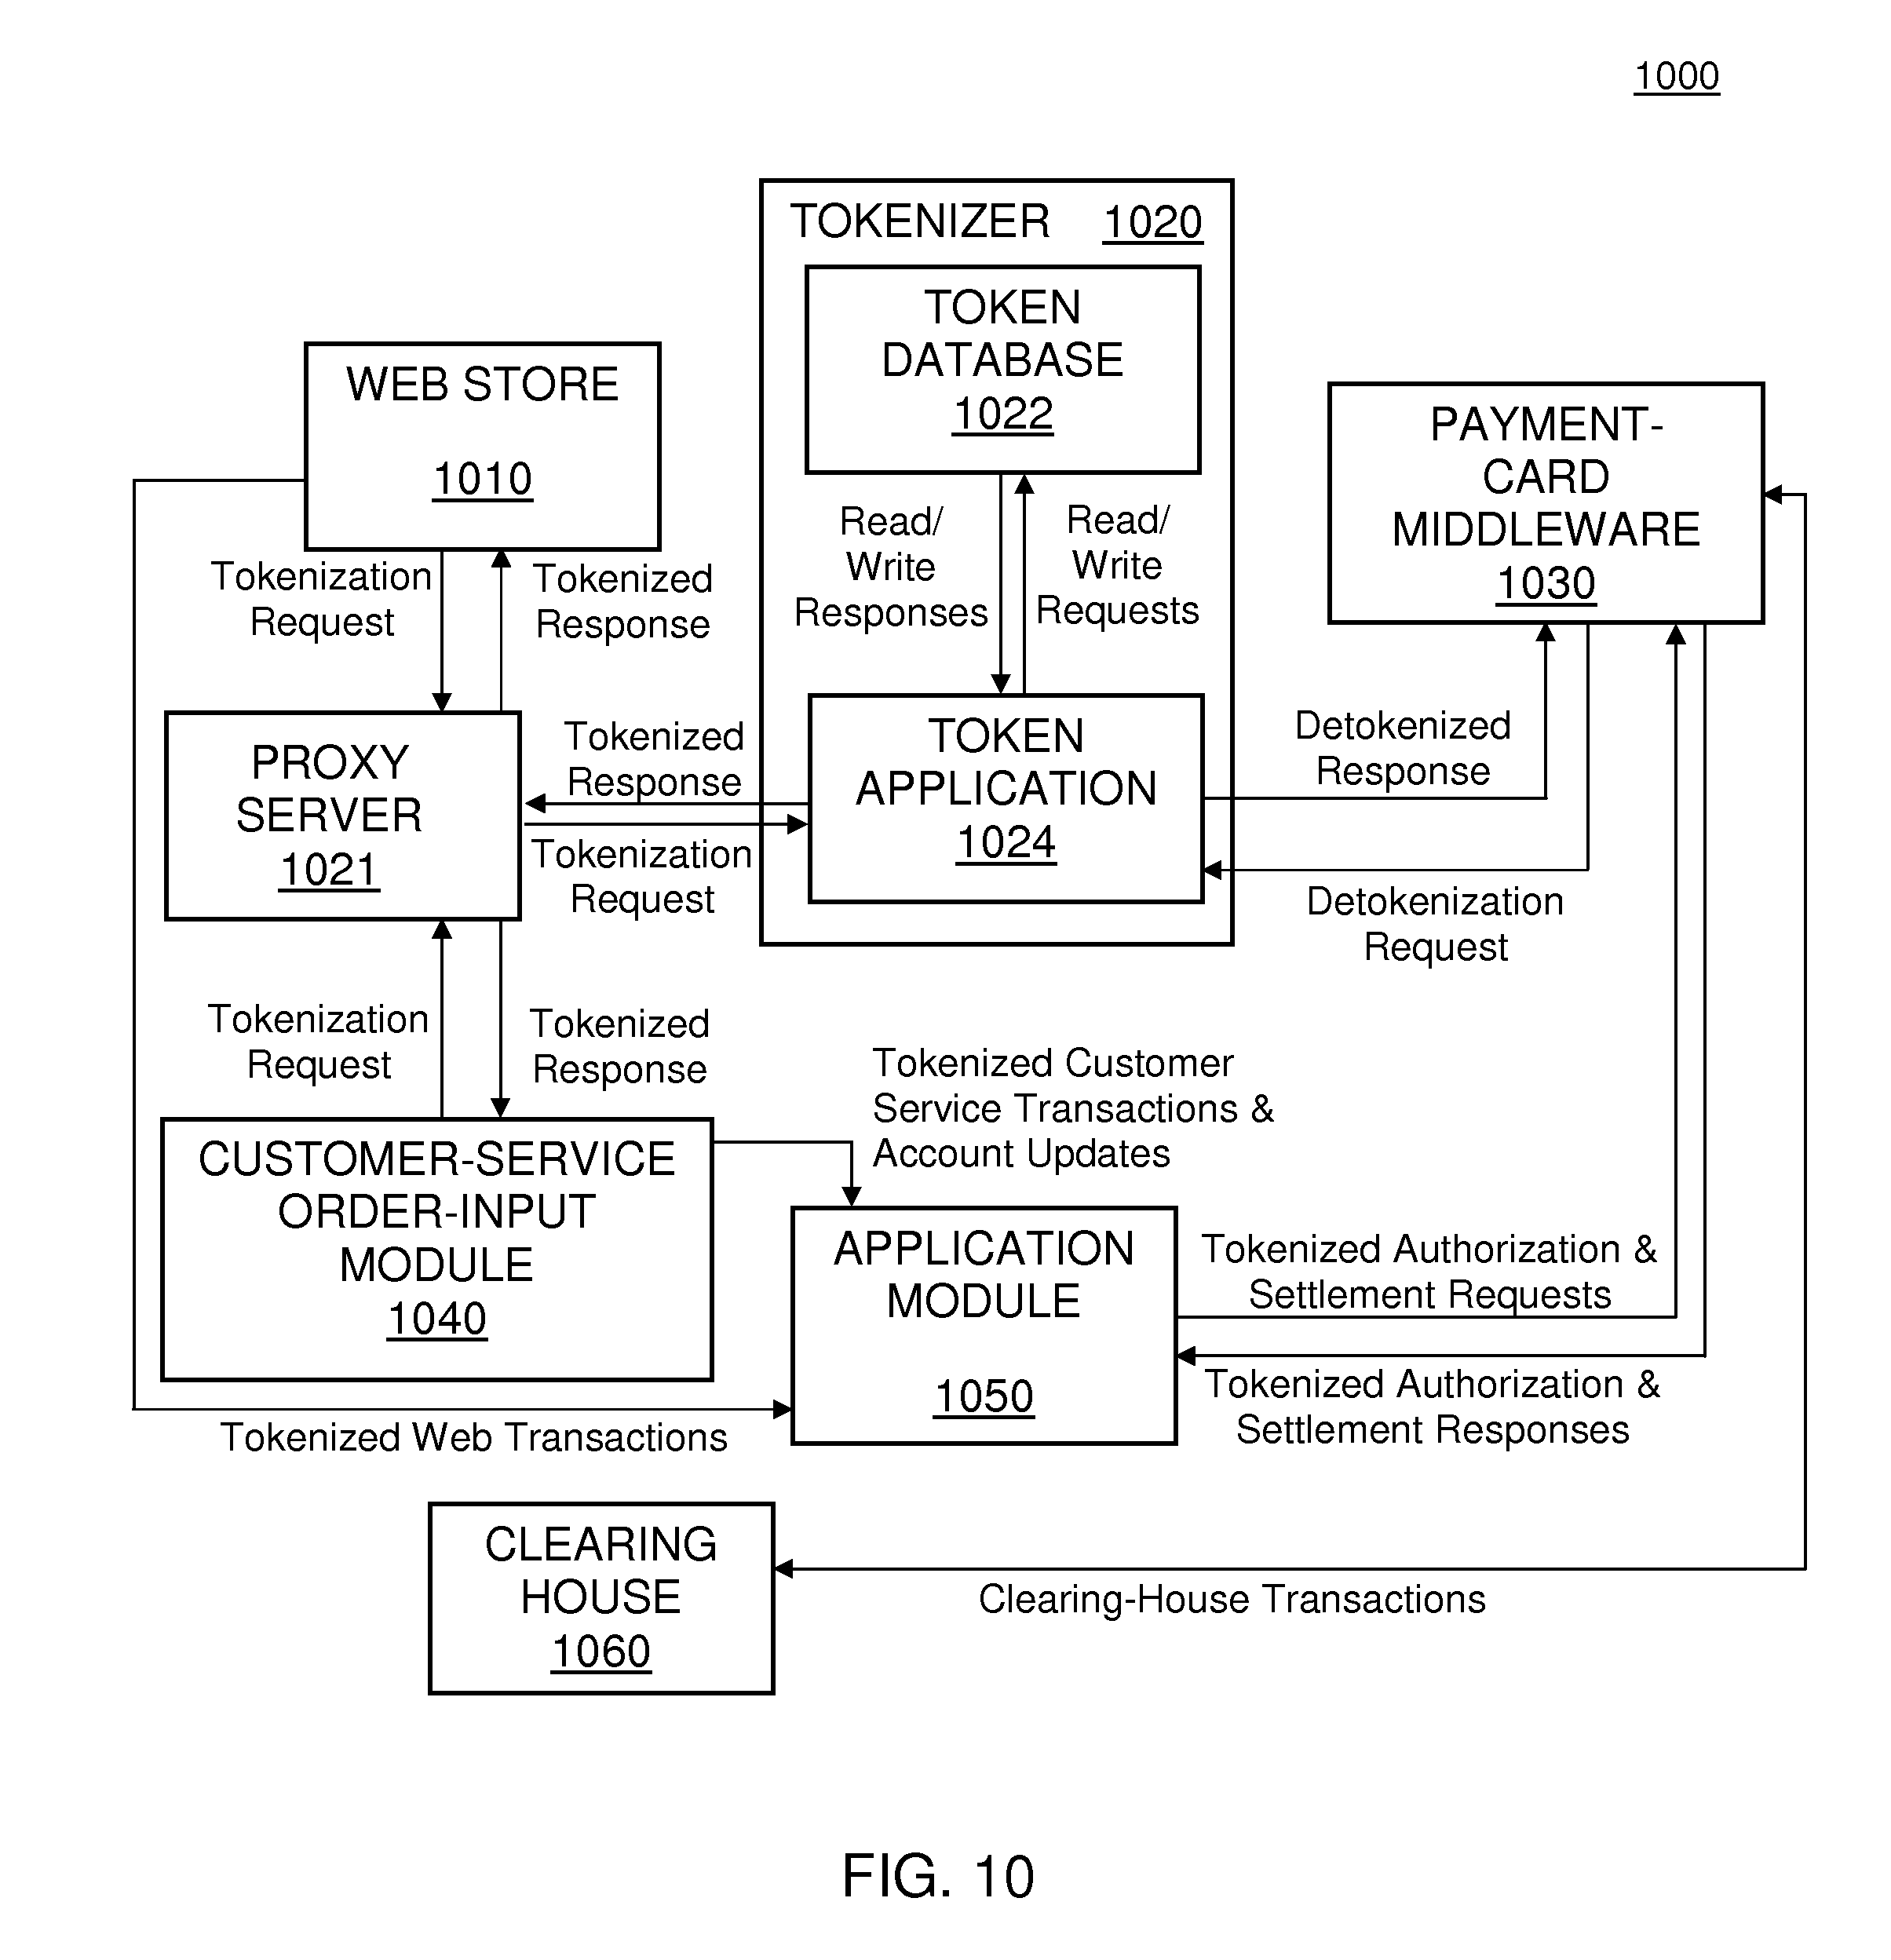 1000
TOKENIZER 1020
TOKEN
DATABASE
1022
WEB STORE
1010
PAYMENT-
CARD
MIDDLEWARE
1030
Read/
Write
Responses
Read/
Write
Requests
Tokenization
Request
Tokenized
Response
PROXY
SERVER
1021
Tokenized
Response
Tokenization
Request
TOKEN
APPLICATION
1024
Detokenized
Response
Detokenization
Request
Tokenization
Request
Tokenized
Response
Tokenized Customer
Service Transactions &
Account Updates
CUSTOMER-SERVICE
ORDER-INPUT
MODULE
1040
APPLICATION
MODULE
1050
Tokenized Authorization &
Settlement Requests
Tokenized Authorization &
Settlement Responses
Tokenized Web Transactions
CLEARING
HOUSE
1060
Clearing-House Transactions
FIG. 10